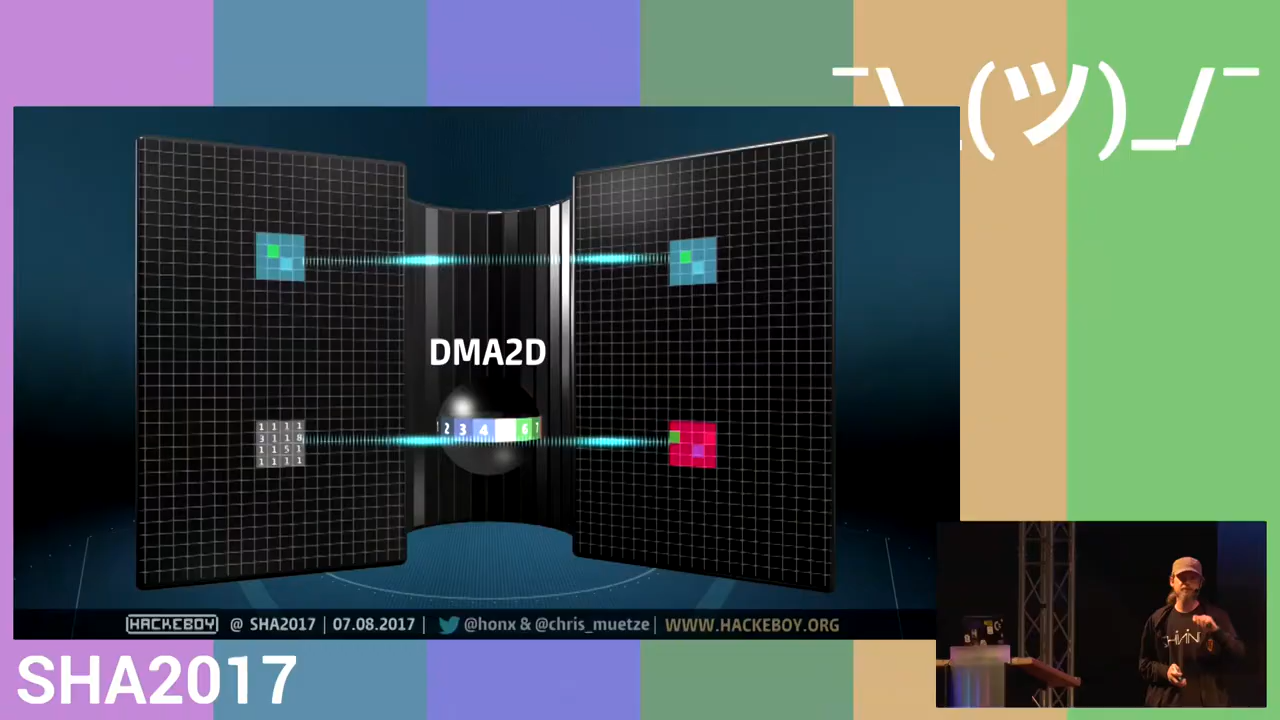 ¯\_(ツ)_/¯
DMA2D
2 3 4 6
1 1 1 1
3 1 1 8
1 1 5 1
1 1 1 1
HACKEBOY @ SHA2017 | 07.08.2017 | @honx & @chris_muetze | WWW.HACKEBOY.ORG
SHA2017